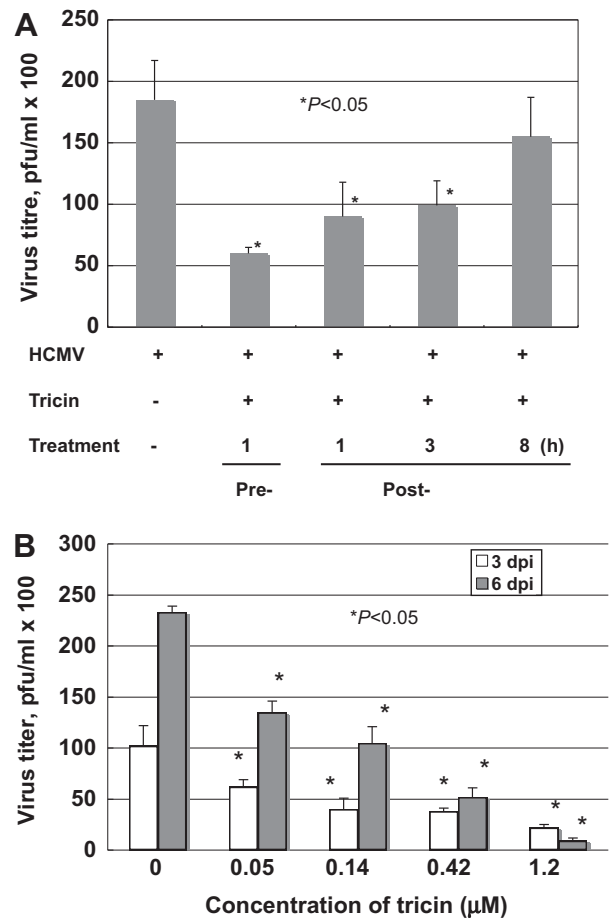 A
250
200
150
100
50
0
Virus titre, pfu/ml x 100
*P<0.05
* * *
HCMV + + + + +
Tricin - + + + +
Treatment - 1 1 3 8 (h)
Pre- Post-
B
300
250
200
150
100
50
0
Virus titer, pfu/ml x 100
3 dpi
6 dpi
*P<0.05
* * * * * * * *
0 0.05 0.14 0.42 1.2
Concentration of tricin (μM)